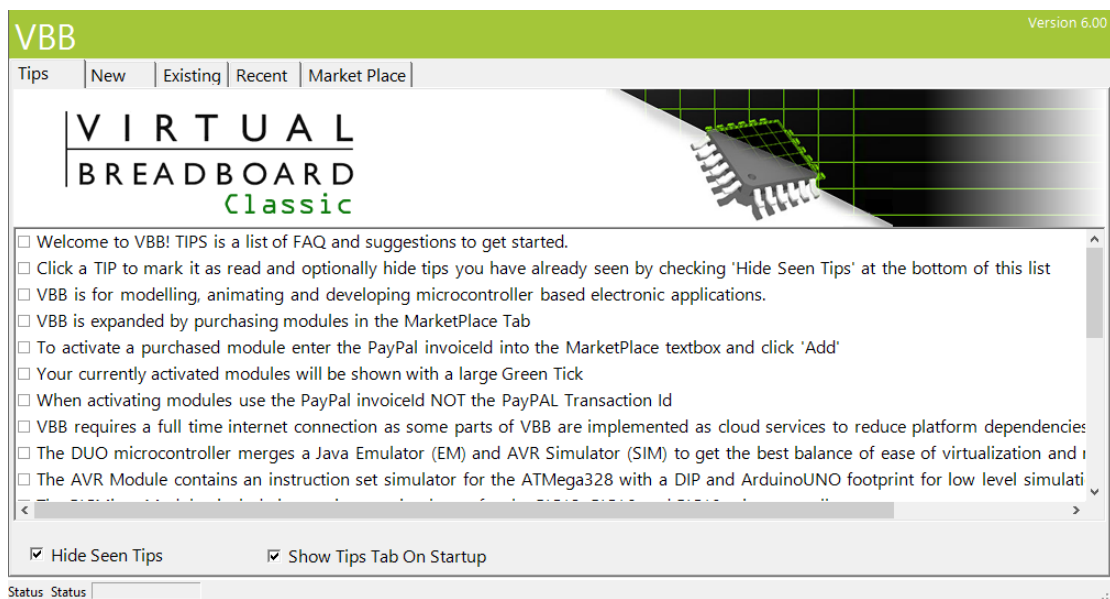 VBB
Version 6.00
Tips New Existing Recent Market Place
VIRTUAL
BREADBOARD
Classic
Welcome to VBB! TIPS is a list of FAQ and suggestions to get started.
Click a TIP to mark it as read and optionally hide tips you have already seen by checking 'Hide Seen Tips' at the bottom of this list
VBB is for modelling, animating and developing microcontroller based electronic applications.
VBB is expanded by purchasing modules in the MarketPlace Tab
To activate a purchased module enter the PayPal invoiceId into the MarketPlace textbox and click 'Add'
Your currently activated modules will be shown with a large Green Tick
When activating modules use the PayPal invoiceId NOT the PayPAL Transaction Id
VBB requires a full time internet connection as some parts of VBB are implemented as cloud services to reduce platform dependencies
The DUO microcontroller merges a Java Emulator (EM) and AVR Simulator (SIM) to get the best balance of ease of virtualization and
The AVR Module contains an instruction set simulator for the ATMega328 with a DIP and ArduinoUNO footprint for low level simulati
Hide Seen Tips Show Tips Tab On Startup
Status Status